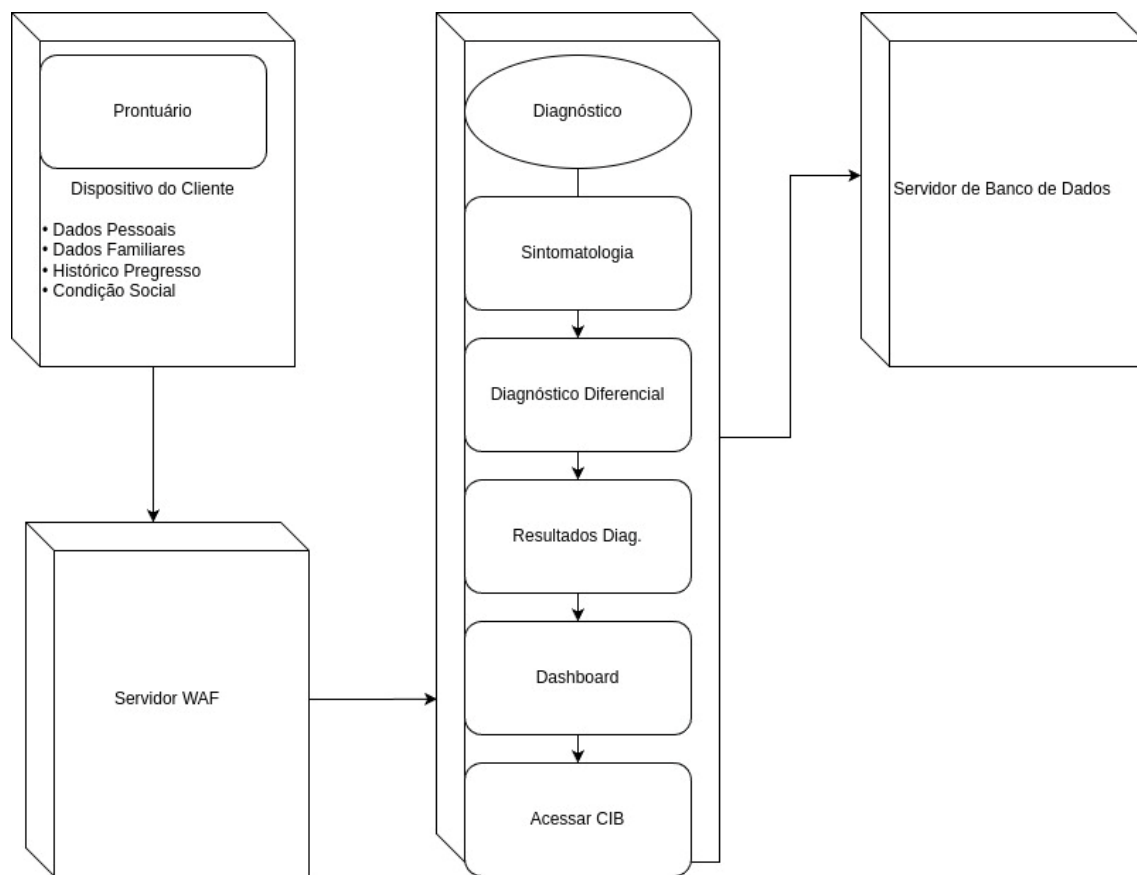 Prontuário
Dispositivo do Cliente
• Dados Pessoais
• Dados Familiares
• Histórico Pregresso
• Condição Social
Servidor WAF
Diagnóstico
Sintomatologia
Diagnóstico Diferencial
Resultados Diag.
Dashboard
Acessar CIB
Servidor de Banco de Dados